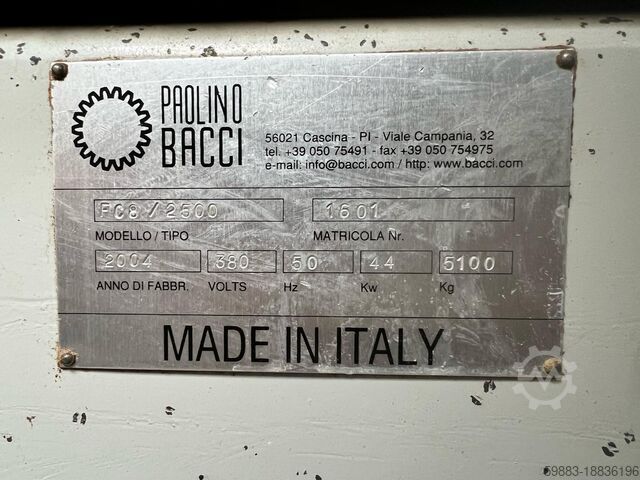 PAOLINO
BACCI
56021 Cascina - PI - Viale Campania, 32
tel. +39 050 75491 - fax +39 050 754975
e-mail: info@bacci.com / http: www.bacci.com
FC8/2500 1601
MODELLO / TIPO MATRICOLA Nr.
2004 380 50 44 5100
ANNO DI FABBR. VOLTS Hz Kw Kg
MADE IN ITALY
59883-18836196